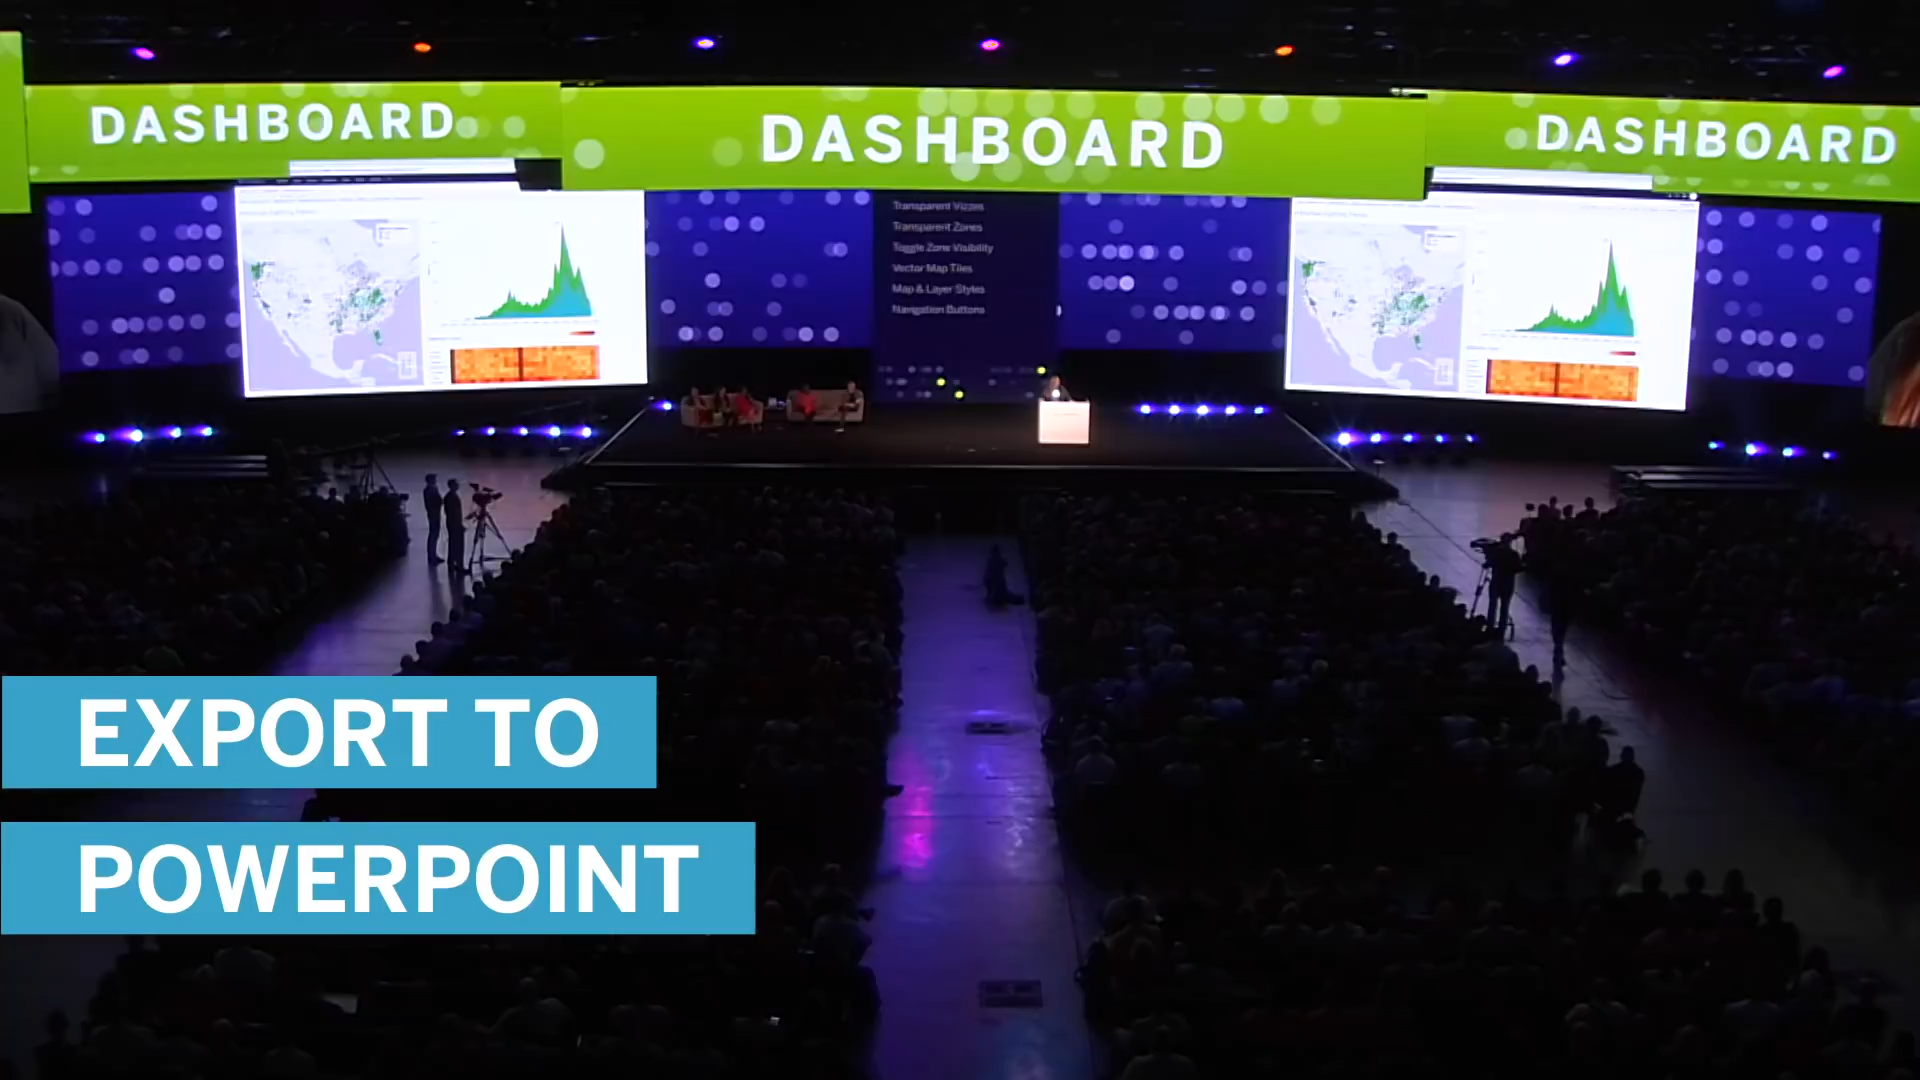 DASHBOARD
DASHBOARD
DASHBOARD
Transparent Vizzes
Transparent Zones
Toggle Zone Visibility
Vector Map Tiles
Map & Layer Styles
Navigation Buttons
EXPORT TO
POWERPOINT